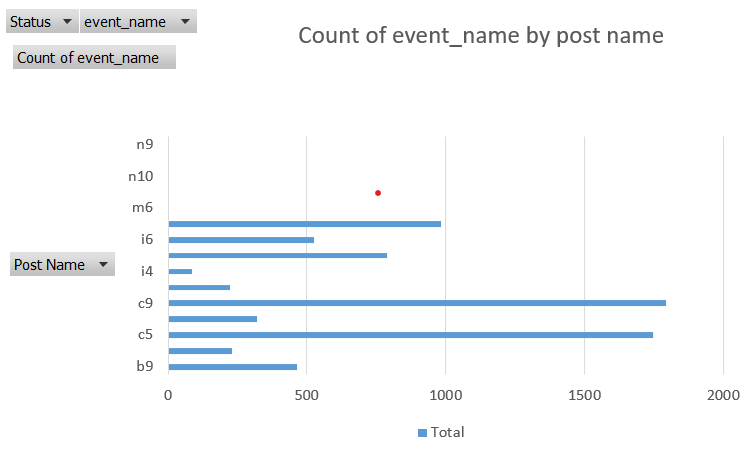 Status event_name
Count of event_name by post name
Count of event_name
n9
n10
m6
i6
Post Name
i4
c9
c5
b9
0 500 1000 1500 2000
Total